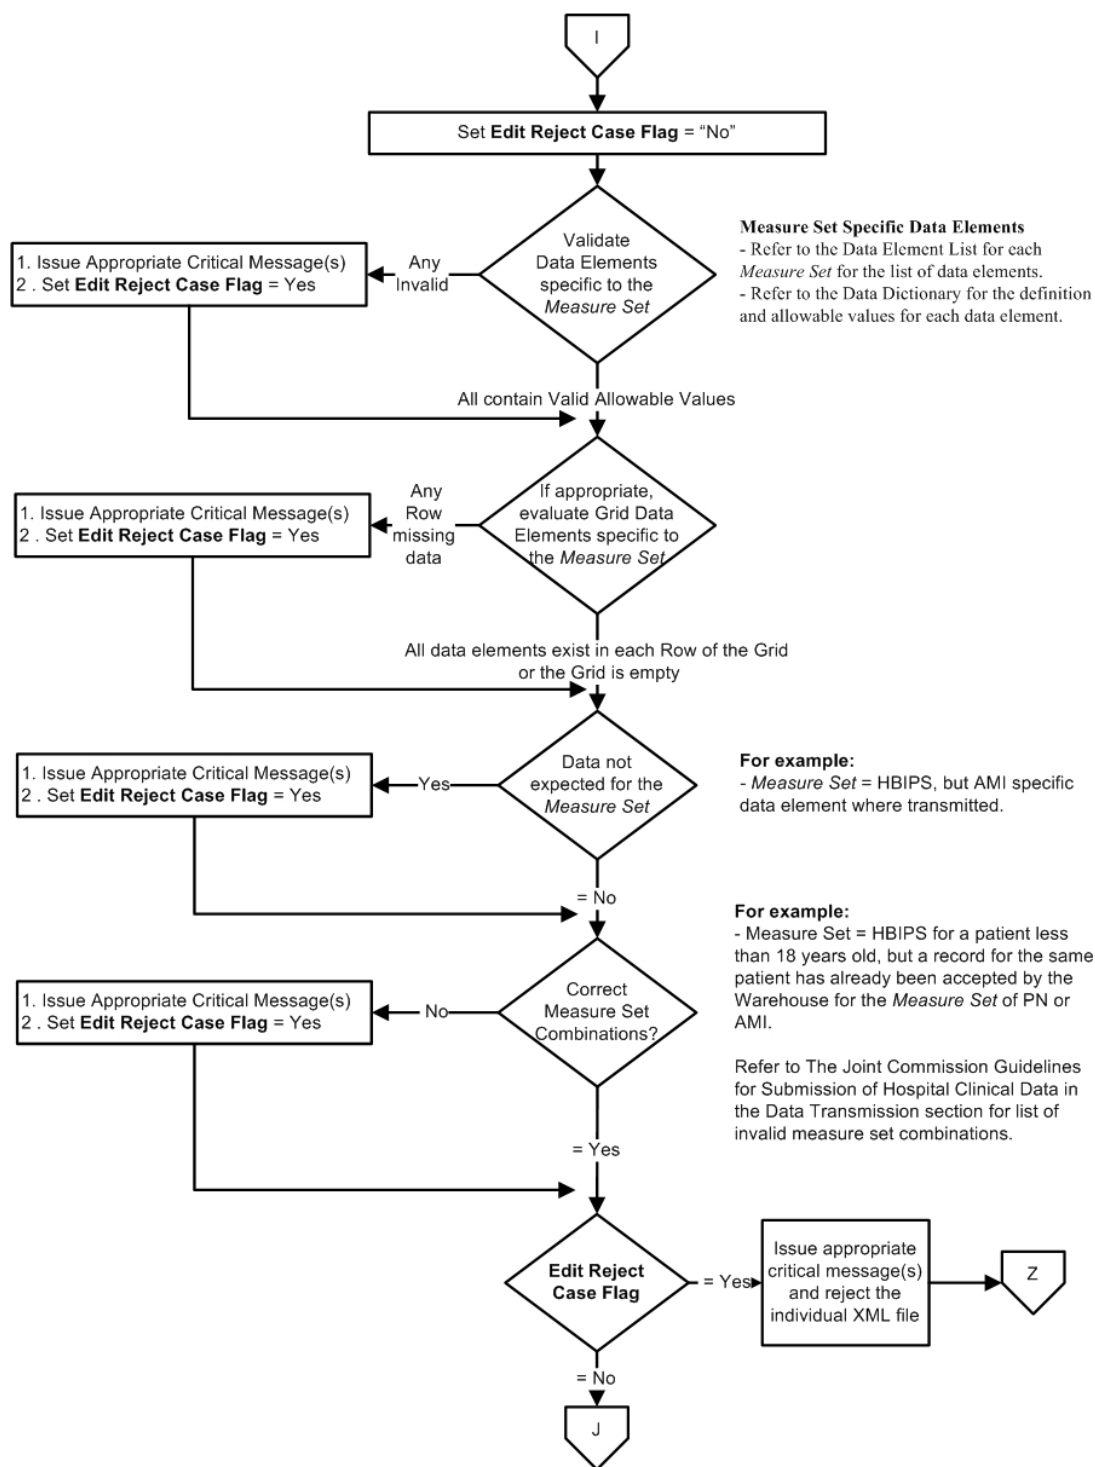 I
Set Edit Reject Case Flag = “No”
Validate
Data Elements
specific to the
Measure Set
Measure Set Specific Data Elements
- Refer to the Data Element List for each
Measure Set for the list of data elements.
- Refer to the Data Dictionary for the definition
and allowable values for each data element.
Any
Invalid
1. Issue Appropriate Critical Message(s)
2 . Set Edit Reject Case Flag = Yes
All contain Valid Allowable Values
If appropriate,
evaluate Grid Data
Elements specific to
the Measure Set
Any
Row
missing
data
1. Issue Appropriate Critical Message(s)
2 . Set Edit Reject Case Flag = Yes
All data elements exist in each Row of the Grid
or the Grid is empty
Data not
expected for the
Measure Set
Yes
1. Issue Appropriate Critical Message(s)
2 . Set Edit Reject Case Flag = Yes
For example:
- Measure Set = HBIPS, but AMI specific
data element where transmitted.
= No
For example:
- Measure Set = HBIPS for a patient less
than 18 years old, but a record for the same
patient has already been accepted by the
Warehouse for the Measure Set of PN or
AMI.
Refer to The Joint Commission Guidelines
for Submission of Hospital Clinical Data in
the Data Transmission section for list of
invalid measure set combinations.
Correct
Measure Set
Combinations?
No
1. Issue Appropriate Critical Message(s)
2 . Set Edit Reject Case Flag = Yes
= Yes
Edit Reject
Case Flag
= Yes
Issue appropriate
critical message(s)
and reject the
individual XML file
Z
= No
J